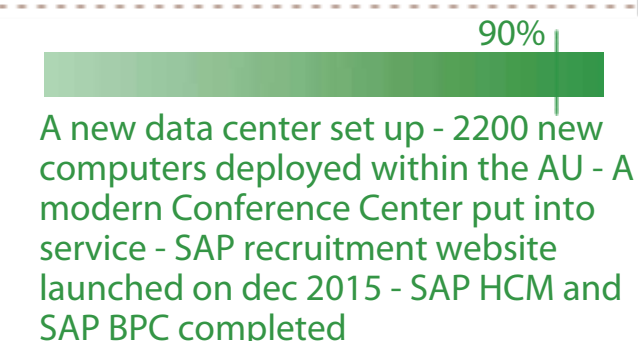 90%
A new data center set up - 2200 new
computers deployed within the AU - A
modern Conference Center put into
service - SAP recruitment website
launched on dec 2015 - SAP HCM and
SAP BPC completed